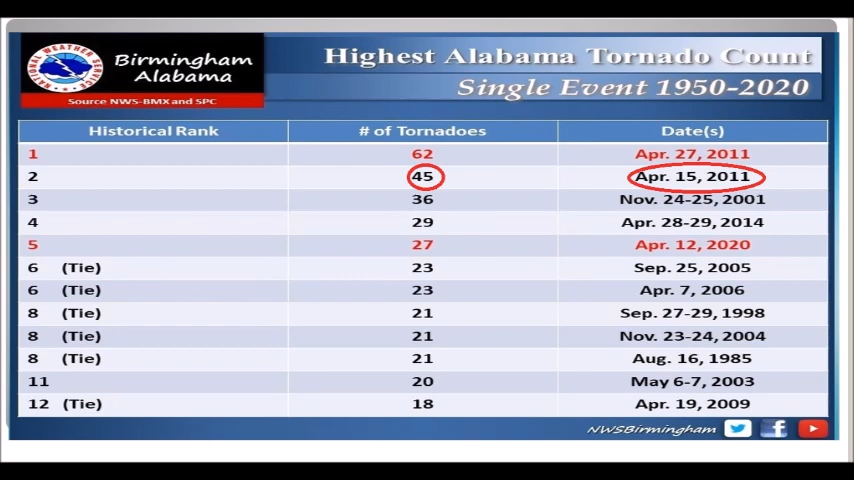 NATIONAL WEATHER SERVICE
Birmingham
Alabama
Source NWS-BMX and SPC
Highest Alabama Tornado Count
Single Event 1950-2020
Historical Rank # of Tornadoes Date(s)
1 62 Apr. 27, 2011
2 45 Apr. 15, 2011
3 36 Nov. 24-25, 2001
4 29 Apr. 28-29, 2014
5 27 Apr. 12, 2020
6 (Tie) 23 Sep. 25, 2005
6 (Tie) 23 Apr. 7, 2006
8 (Tie) 21 Sep. 27-29, 1998
8 (Tie) 21 Nov. 23-24, 2004
8 (Tie) 21 Aug. 16, 1985
11 20 May 6-7, 2003
12 (Tie) 18 Apr. 19, 2009
NWSBirmingham